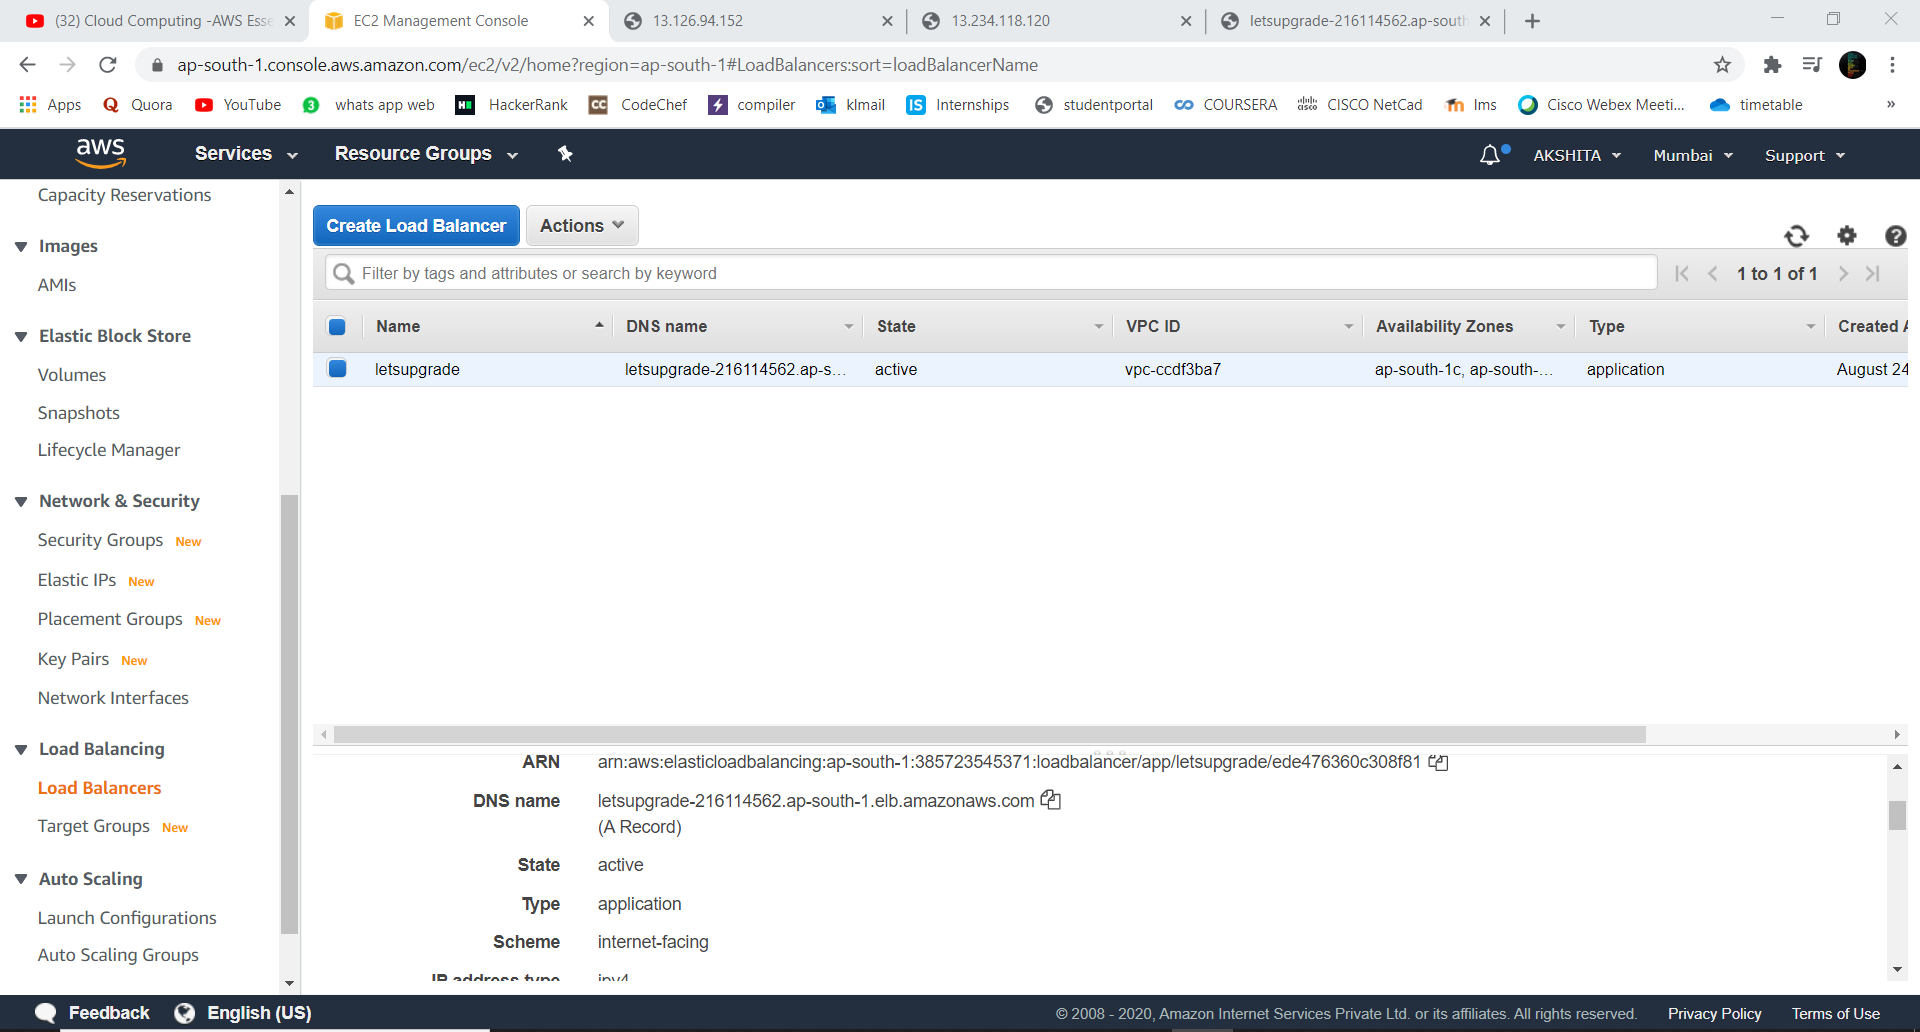 (32) Cloud Computing -AWS Esse
EC2 Management Console
13.126.94.152
13.234.118.120
letsupgrade-216114562.ap-south
ap-south-1.console.aws.amazon.com/ec2/v2/home?region=ap-south-1#LoadBalancers:sort=loadBalancerName
Apps
Quora
YouTube
3 whats app web
HackerRank
CC CodeChef
compiler
klmail
IS Internships
studentportal
COURSERA
CISCO NetCad
lms
Cisco Webex Meeti...
timetable
»
aws
Services
Resource Groups
AKSHITA
Mumbai
Support
Capacity Reservations
Images
AMIs
Elastic Block Store
Volumes
Snapshots
Lifecycle Manager
Network & Security
Security Groups New
Elastic IPs New
Placement Groups New
Key Pairs New
Network Interfaces
Load Balancing
Load Balancers
Target Groups New
Auto Scaling
Launch Configurations
Auto Scaling Groups
Create Load Balancer
Actions
Filter by tags and attributes or search by keyword
1 to 1 of 1
Name DNS name State VPC ID Availability Zones Type Created A
letsupgrade letsupgrade-216114562.ap-s... active vpc-ccdf3ba7 ap-south-1c, ap-south-... application August 24
ARN arn:aws:elasticloadbalancing:ap-south-1:385723545371:loadbalancer/app/letsupgrade/ede476360c308f81
DNS name letsupgrade-216114562.ap-south-1.elb.amazonaws.com
(A Record)
State active
Type application
Scheme internet-facing
IP address type ipv4
Feedback
English (US)
© 2008 - 2020, Amazon Internet Services Private Ltd. or its affiliates. All rights reserved.
Privacy Policy
Terms of Use